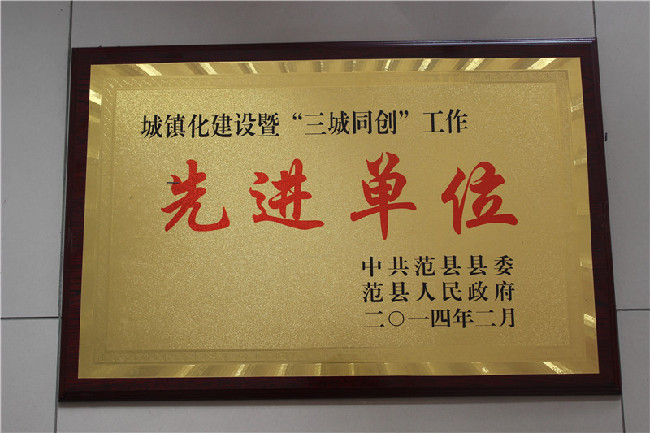 城镇化建设暨“三城同创”工作
先进单位
中共范县县委
范县人民政府
二〇一四年二月